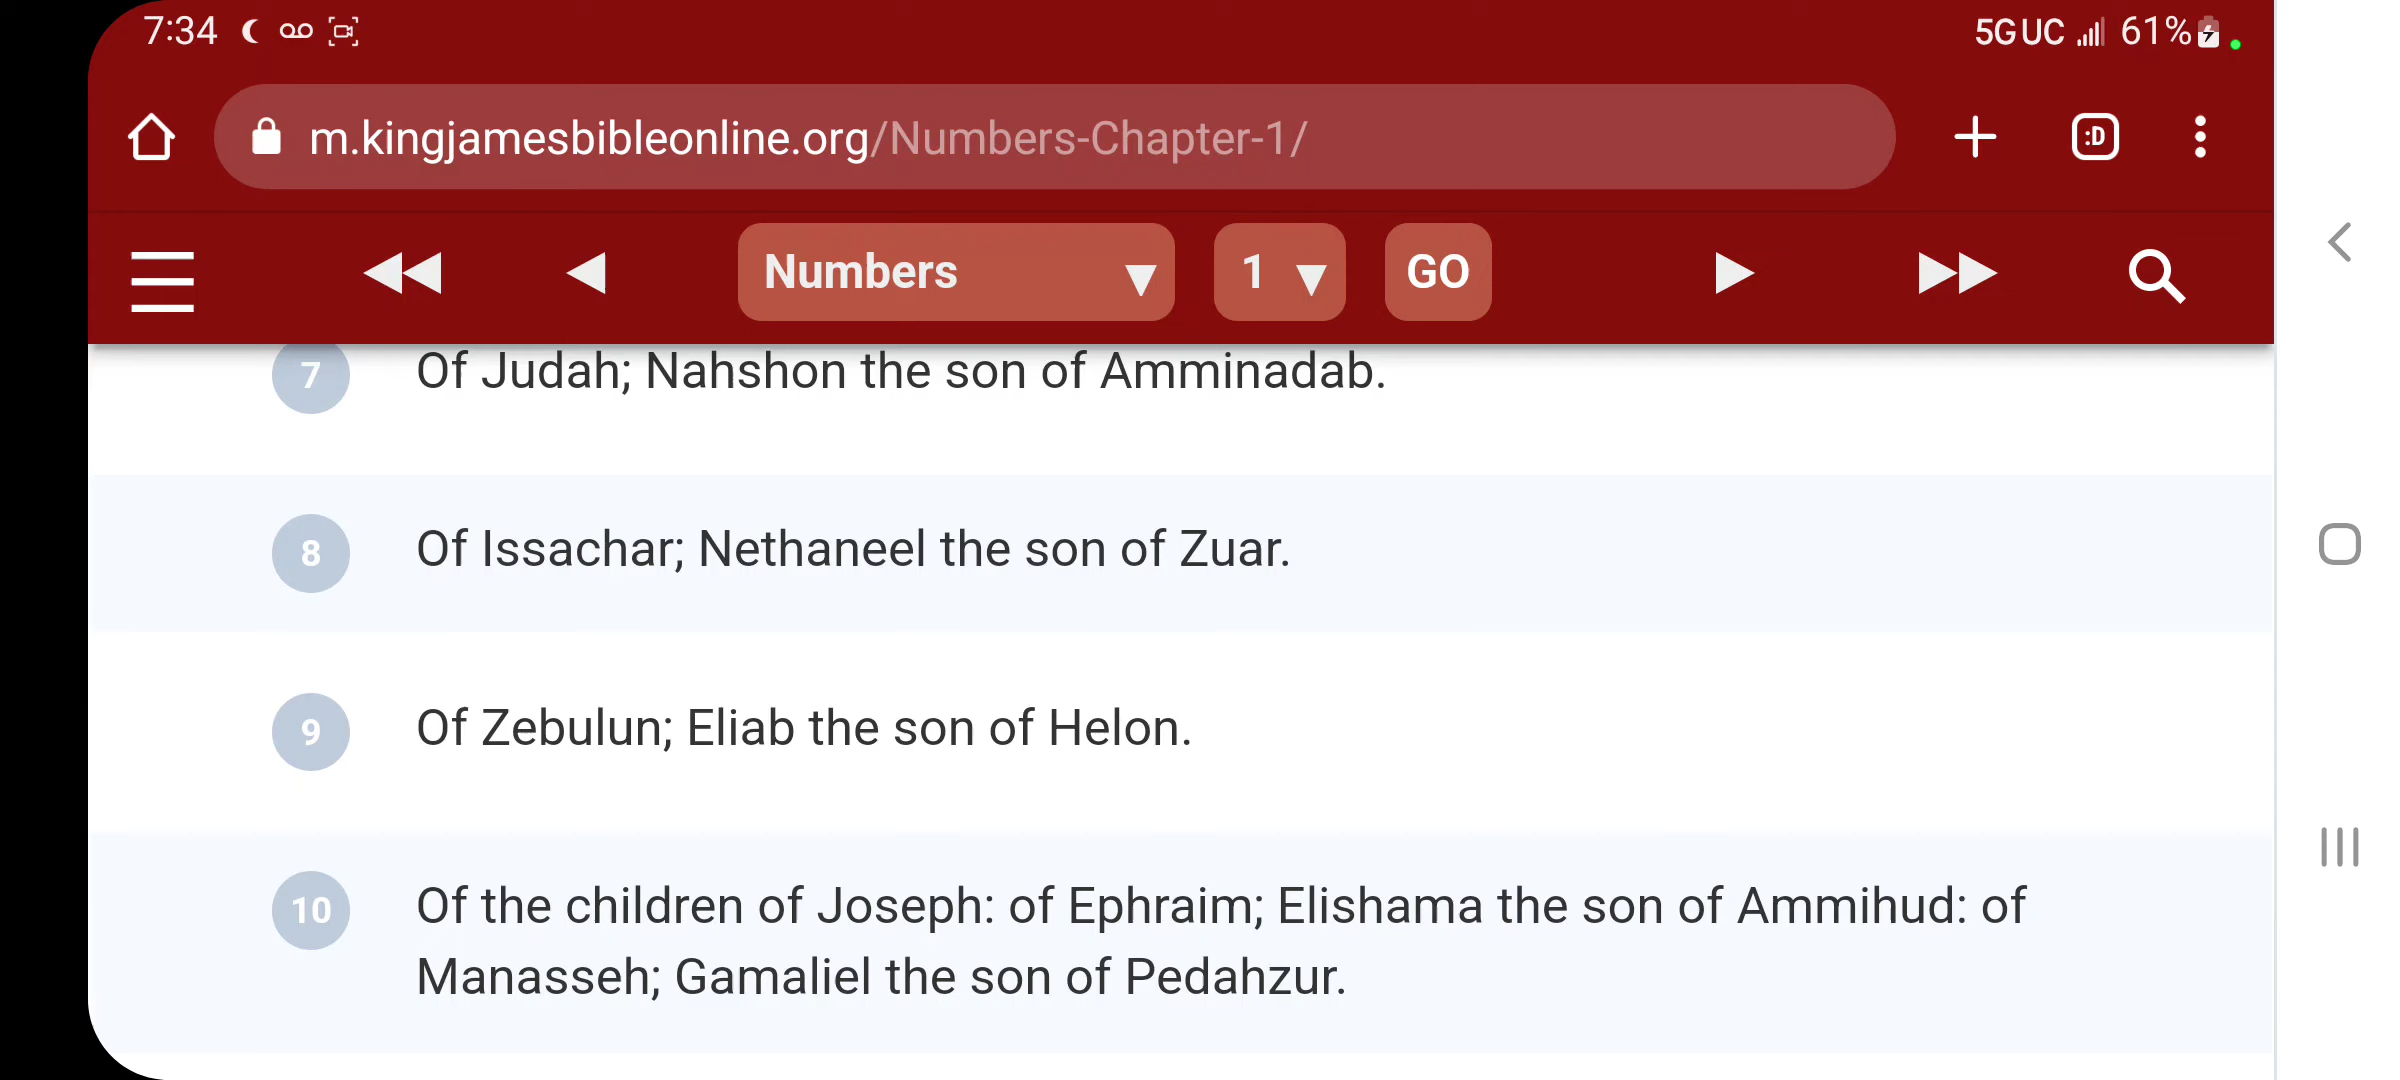 7:34
5G UC 61%
m.kingjamesbibleonline.org/Numbers-Chapter-1/
:D
Numbers 1 GO
7 Of Judah; Nahshon the son of Amminadab.
8 Of Issachar; Nethaneel the son of Zuar.
9 Of Zebulun; Eliab the son of Helon.
10 Of the children of Joseph: of Ephraim; Elishama the son of Ammihud: of
Manasseh; Gamaliel the son of Pedahzur.